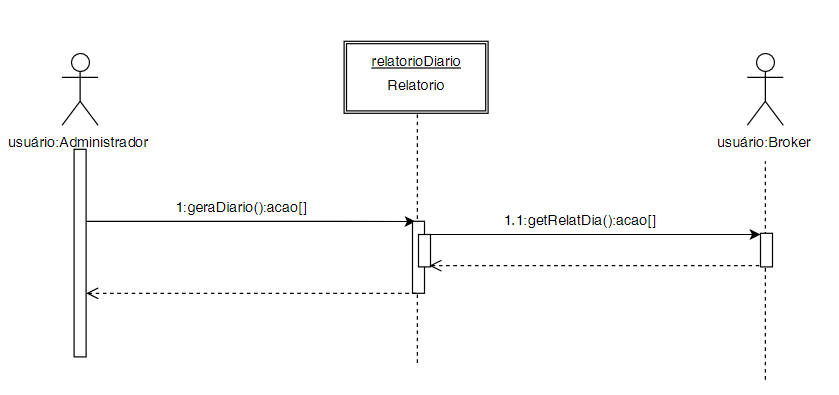 relatorioDiario
Relatorio
usuário:Administrador
usuário:Broker
1:geraDiario():acao[]
1.1:getRelatDia():acao[]